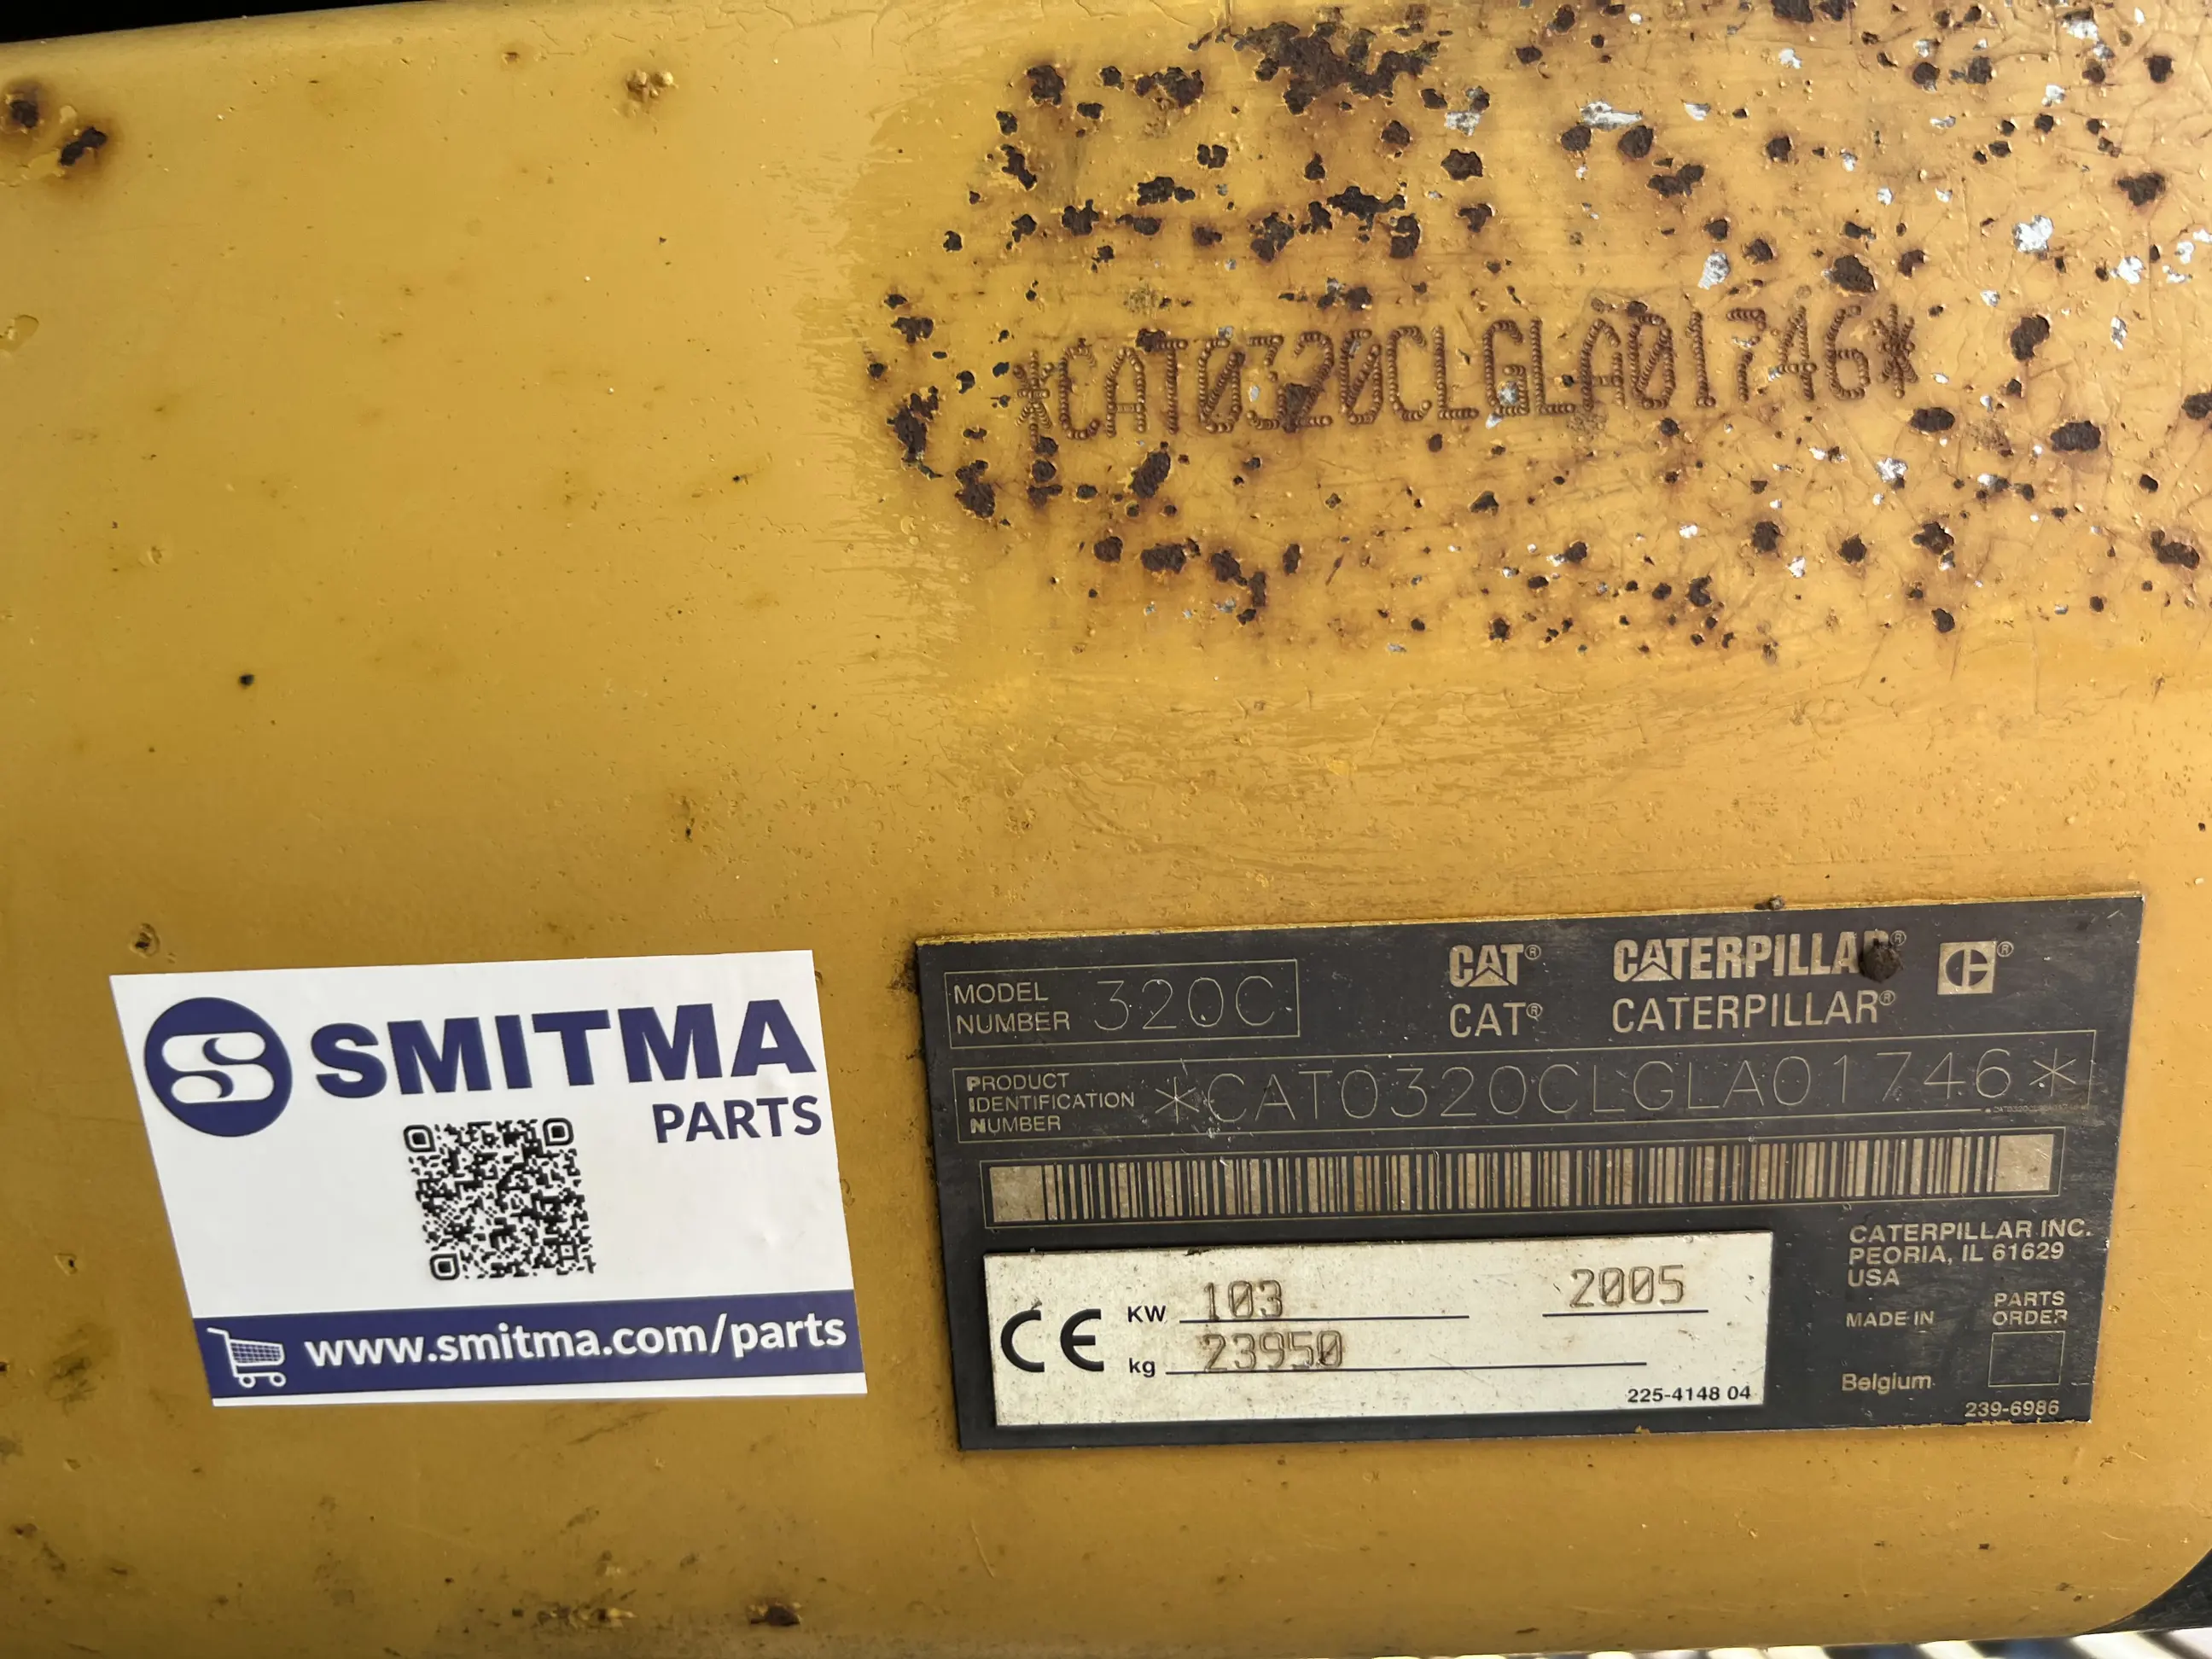 *CAT0320CLGLA01746*
SMITMA
PARTS
www.smitma.com/parts
CAT® CATERPILLAR®
CAT® CATERPILLAR®
MODEL
NUMBER 320C
PRODUCT
IDENTIFICATION
NUMBER *CAT0320CLGLA01746*
CE
KW 103 2005
kg 23950
225-4148 04
CATERPILLAR INC.
PEORIA, IL 61629
USA
MADE IN
Belgium
PARTS
ORDER
239-6986